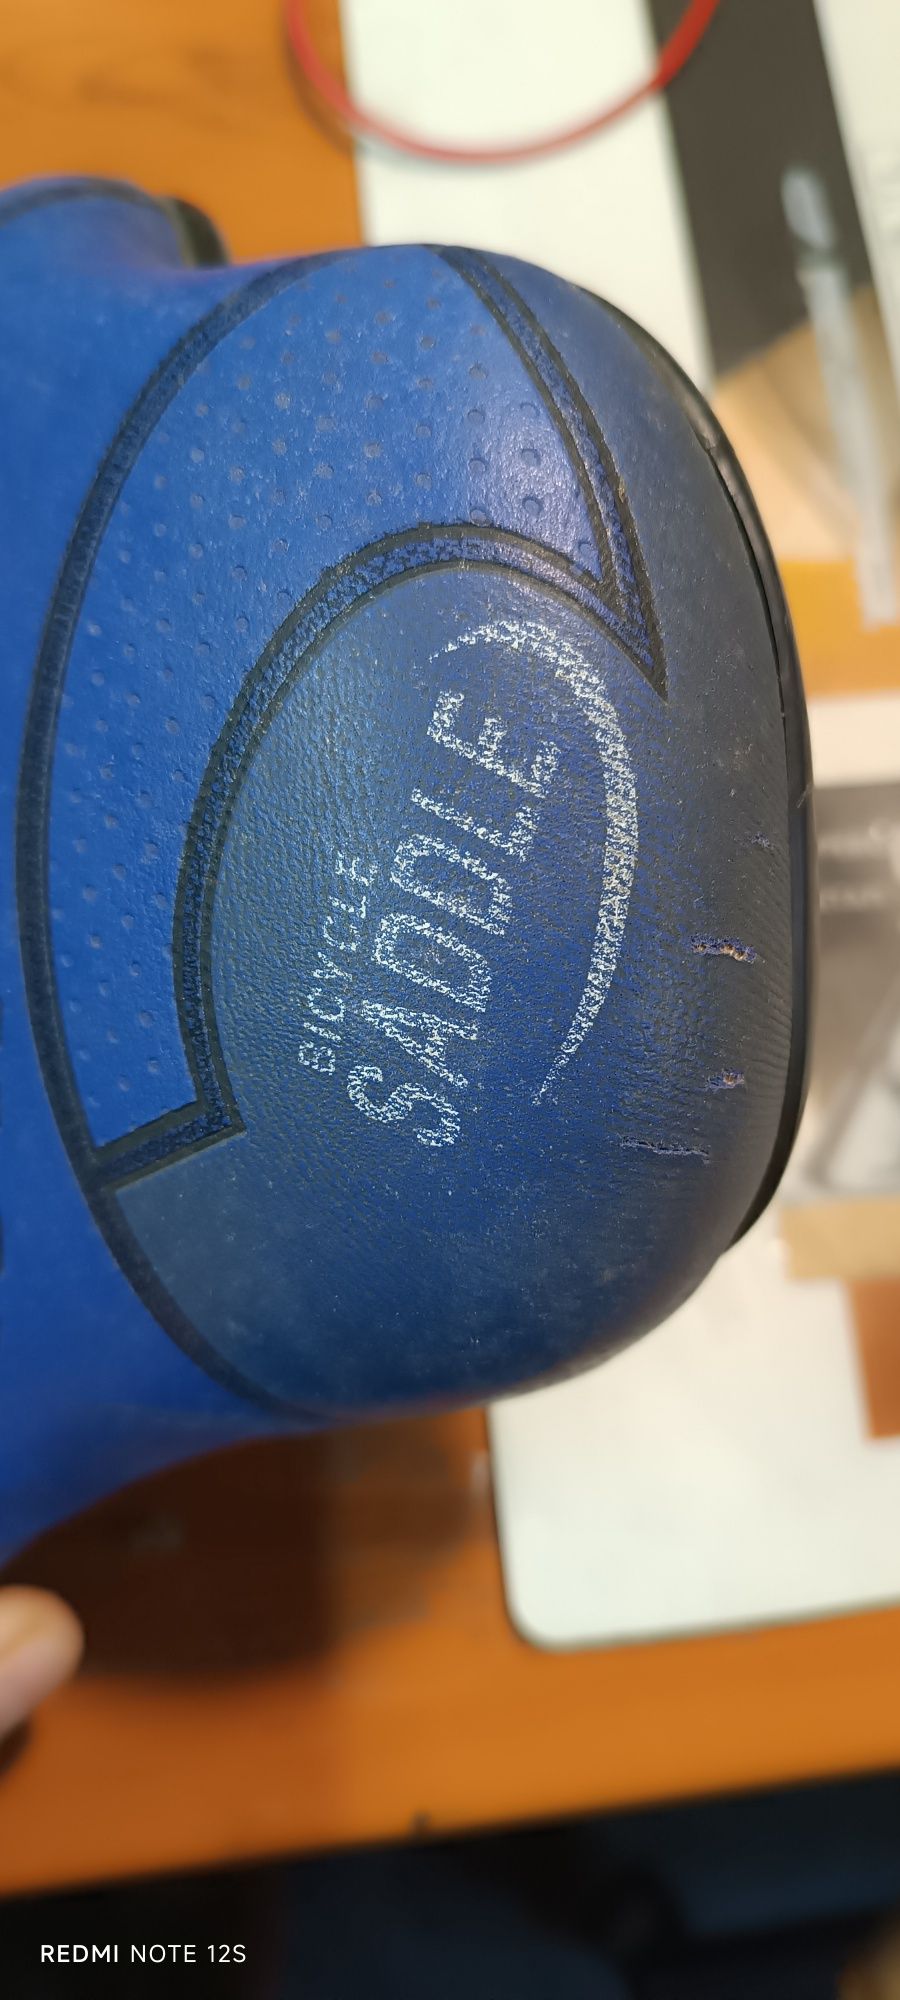 BICYCLE
SADDLE
REDMI NOTE 12S